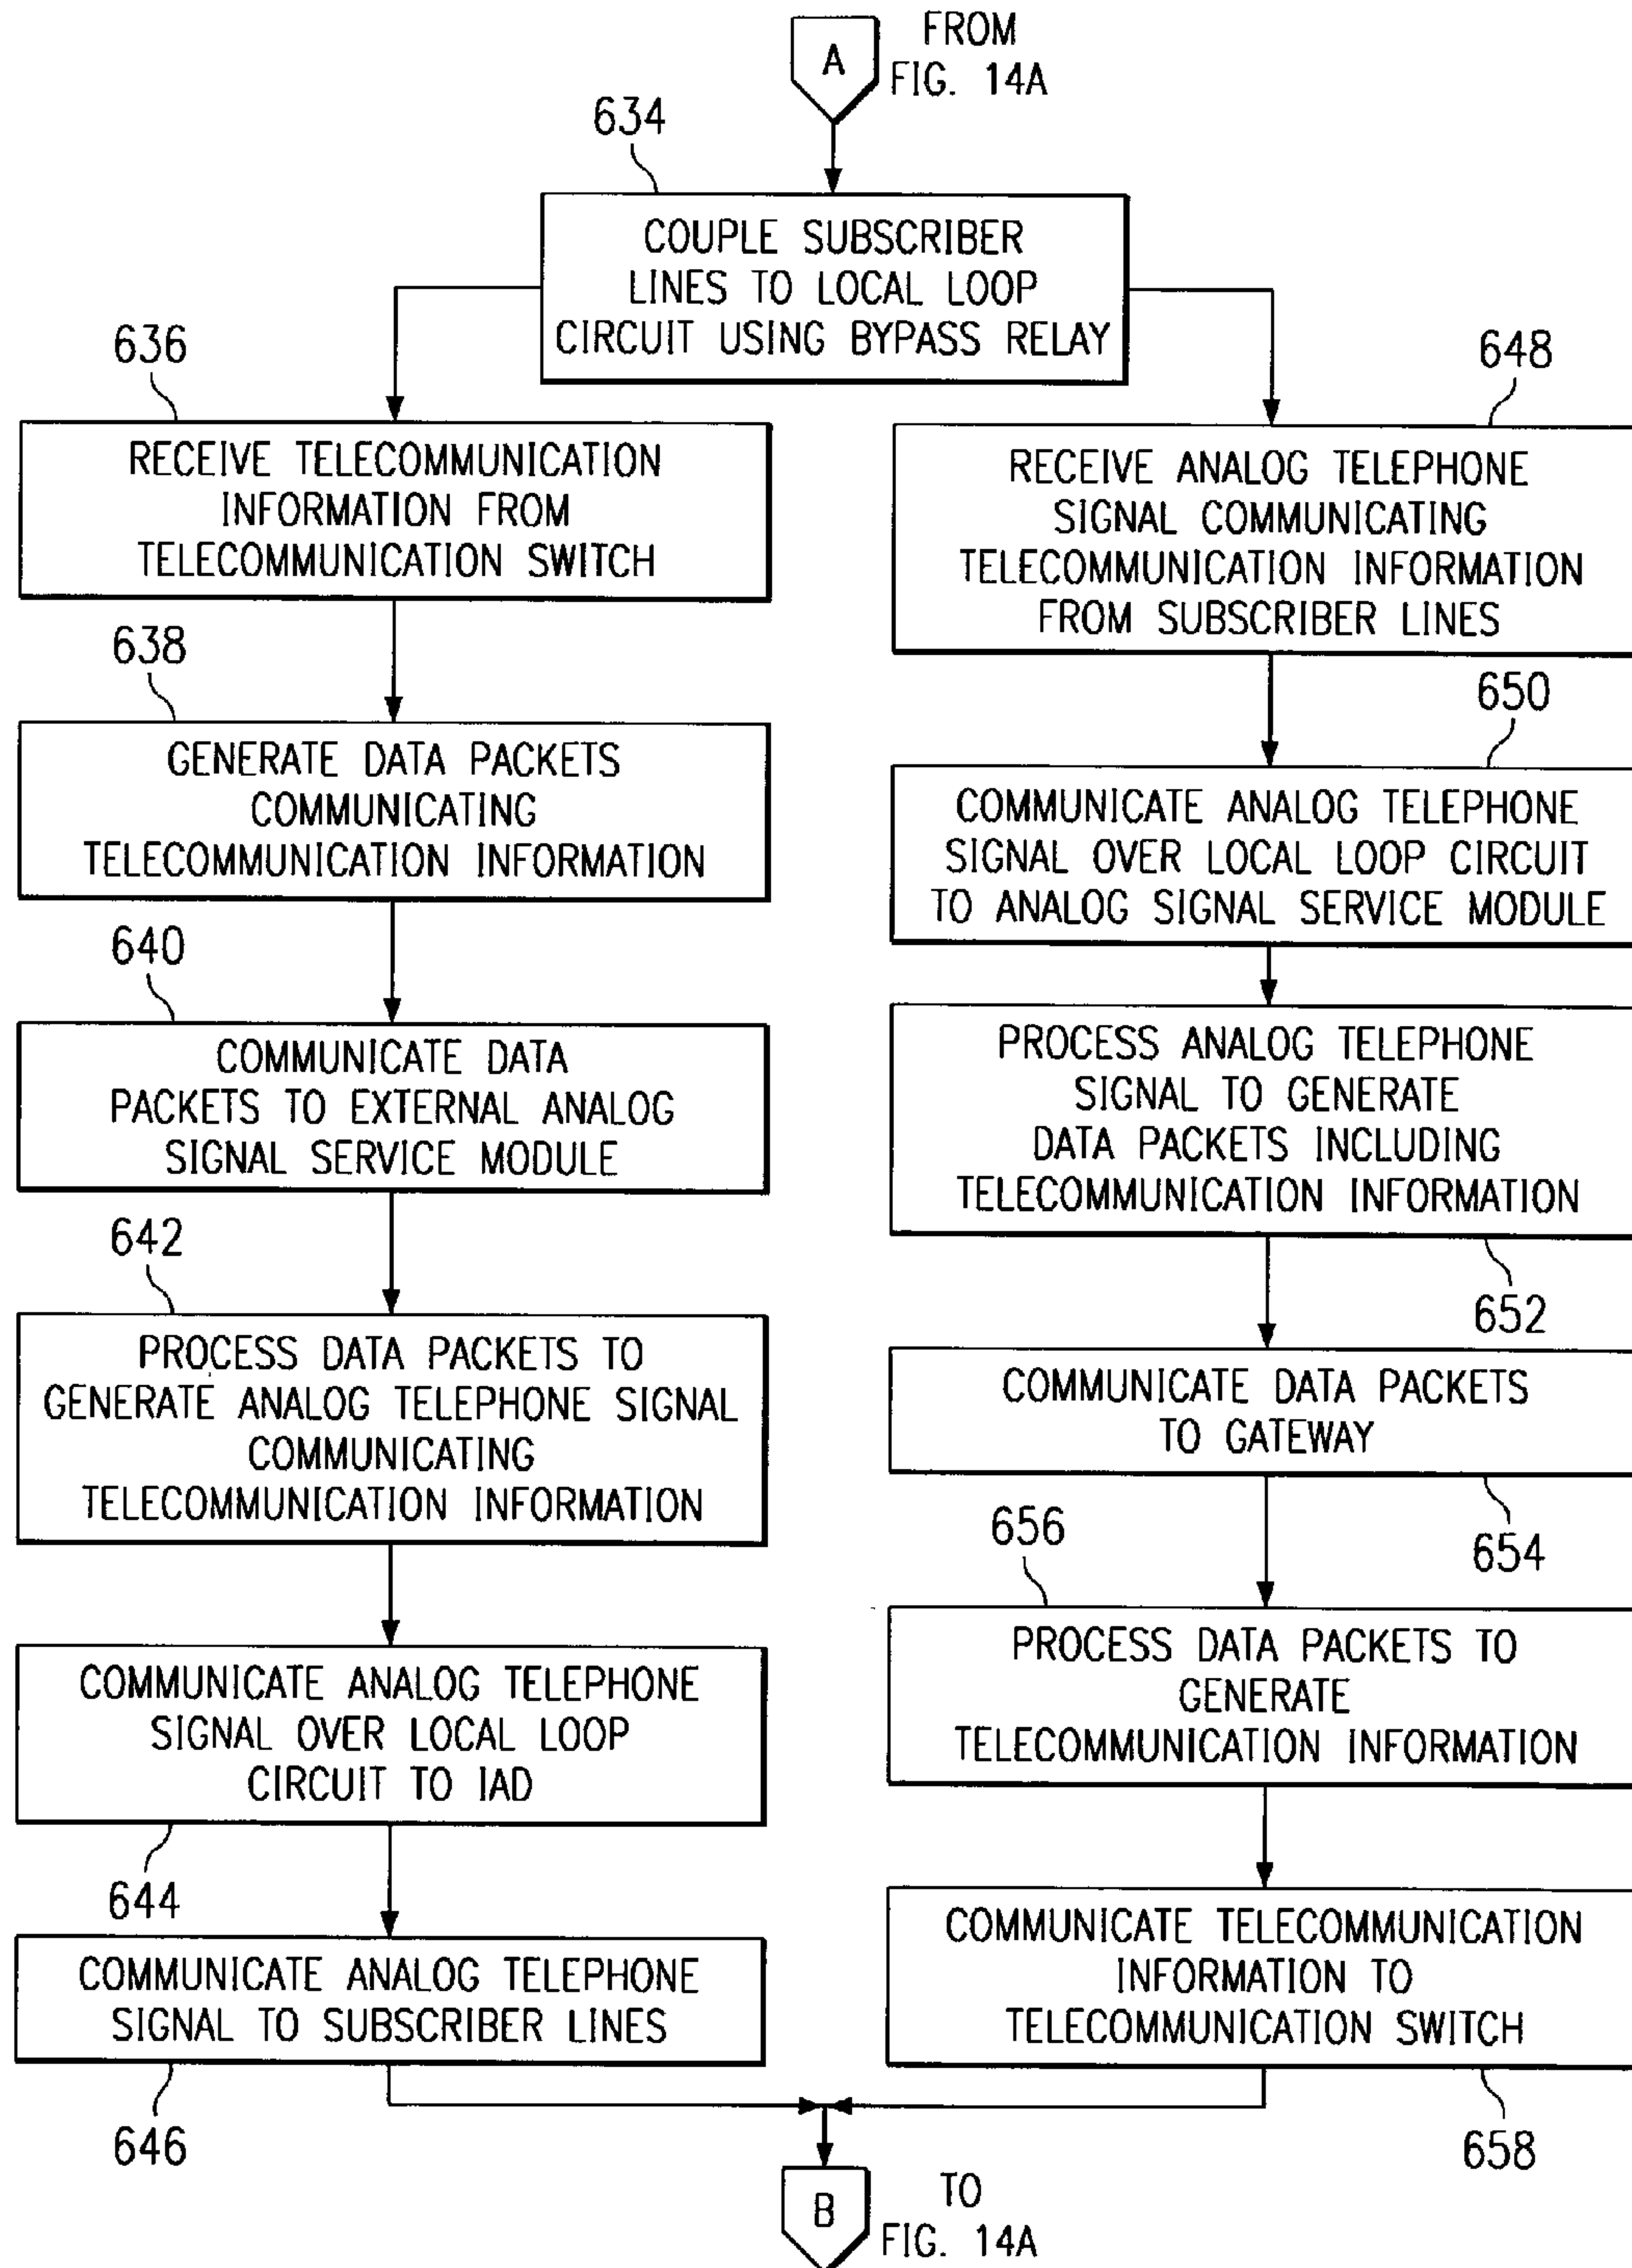 A
FROM
FIG. 14A
634
COUPLE SUBSCRIBER
LINES TO LOCAL LOOP
CIRCUIT USING BYPASS RELAY
636
RECEIVE TELECOMMUNICATION
INFORMATION FROM
TELECOMMUNICATION SWITCH
638
GENERATE DATA PACKETS
COMMUNICATING
TELECOMMUNICATION INFORMATION
640
COMMUNICATE DATA
PACKETS TO EXTERNAL ANALOG
SIGNAL SERVICE MODULE
642
PROCESS DATA PACKETS TO
GENERATE ANALOG TELEPHONE SIGNAL
COMMUNICATING
TELECOMMUNICATION INFORMATION
COMMUNICATE ANALOG TELEPHONE
SIGNAL OVER LOCAL LOOP
CIRCUIT TO IAD
644
COMMUNICATE ANALOG TELEPHONE
SIGNAL TO SUBSCRIBER LINES
646
648
RECEIVE ANALOG TELEPHONE
SIGNAL COMMUNICATING
TELECOMMUNICATION INFORMATION
FROM SUBSCRIBER LINES
650
COMMUNICATE ANALOG TELEPHONE
SIGNAL OVER LOCAL LOOP CIRCUIT
TO ANALOG SIGNAL SERVICE MODULE
PROCESS ANALOG TELEPHONE
SIGNAL TO GENERATE
DATA PACKETS INCLUDING
TELECOMMUNICATION INFORMATION
652
COMMUNICATE DATA PACKETS
TO GATEWAY
654
656
PROCESS DATA PACKETS TO
GENERATE
TELECOMMUNICATION INFORMATION
COMMUNICATE TELECOMMUNICATION
INFORMATION TO
TELECOMMUNICATION SWITCH
658
B
TO
FIG. 14A